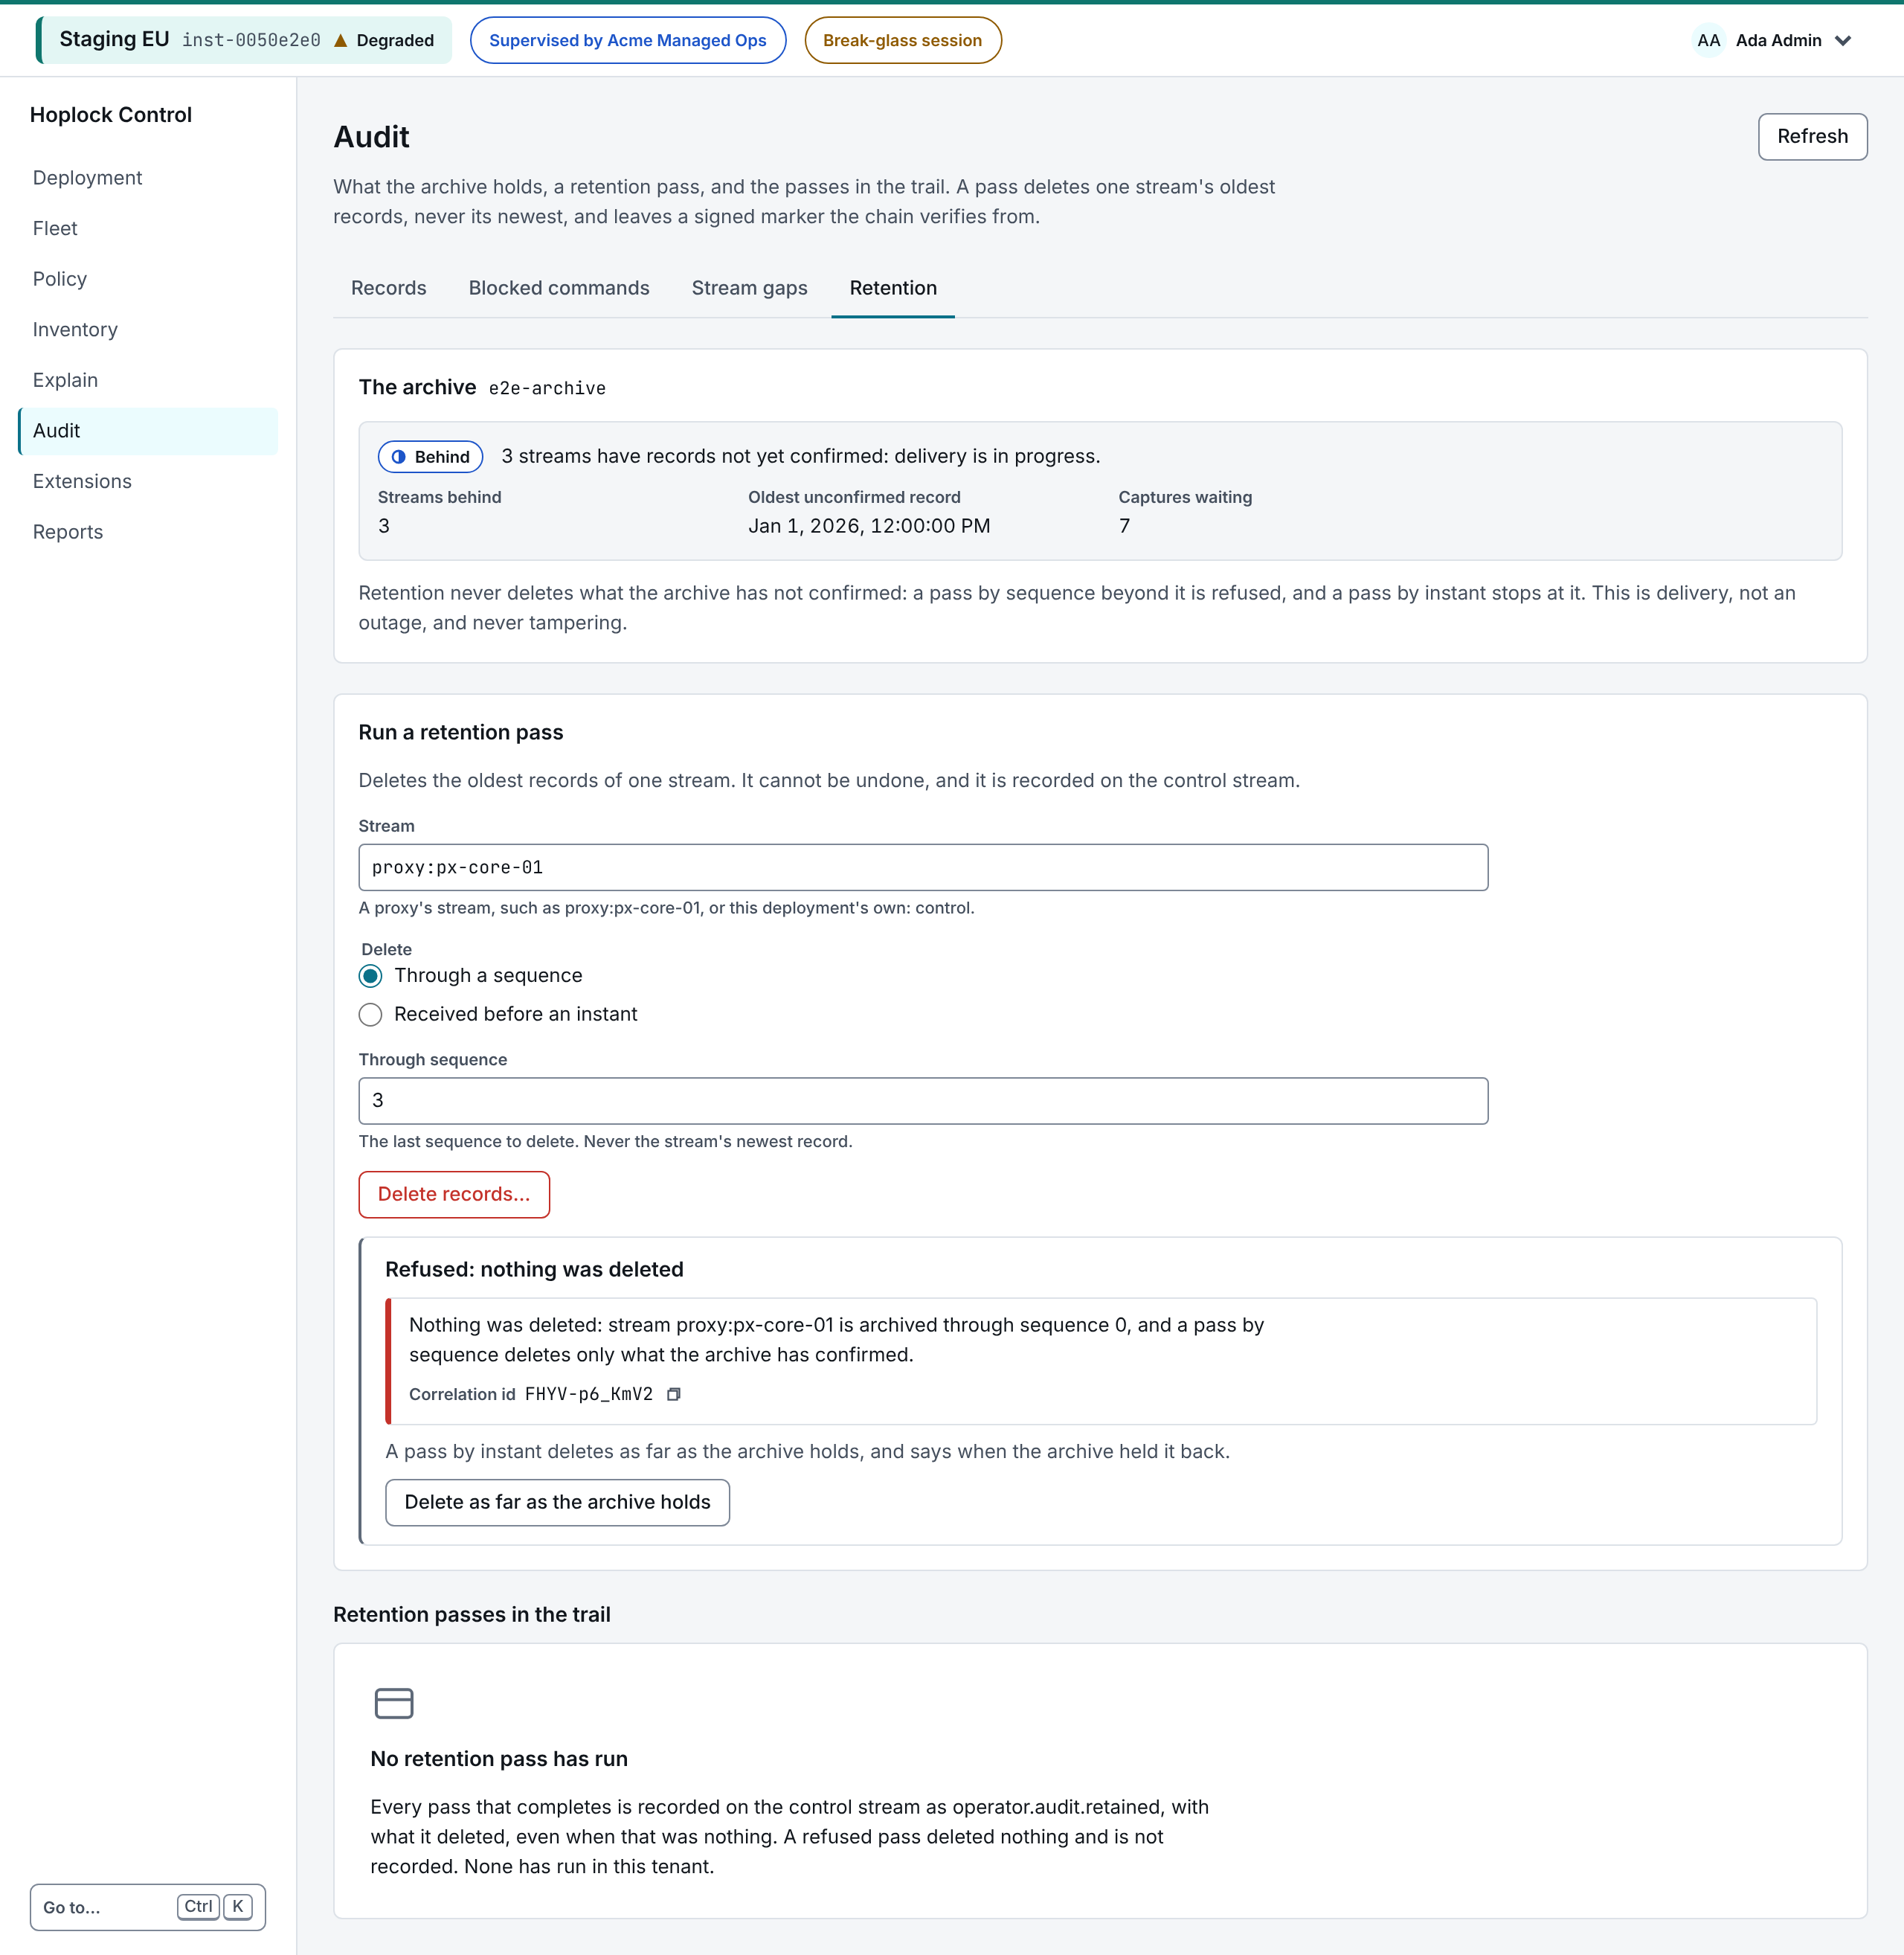 Staging EU inst-0050e2e0 Degraded
Supervised by Acme Managed Ops
Break-glass session
AA Ada Admin
Hoplock Control
Deployment
Fleet
Policy
Inventory
Explain
Audit
Extensions
Reports
Go to... Ctrl K
Audit
Refresh
What the archive holds, a retention pass, and the passes in the trail. A pass deletes one stream's oldest
records, never its newest, and leaves a signed marker the chain verifies from.
Records Blocked commands Stream gaps Retention
The archive e2e-archive
Behind 3 streams have records not yet confirmed: delivery is in progress.
Streams behind Oldest unconfirmed record Captures waiting
3 Jan 1, 2026, 12:00:00 PM 7
Retention never deletes what the archive has not confirmed: a pass by sequence beyond it is refused, and a pass by instant stops at it. This is delivery, not an
outage, and never tampering.
Run a retention pass
Deletes the oldest records of one stream. It cannot be undone, and it is recorded on the control stream.
Stream
proxy:px-core-01
A proxy's stream, such as proxy:px-core-01, or this deployment's own: control.
Delete
Through a sequence
Received before an instant
Through sequence
3
The last sequence to delete. Never the stream's newest record.
Delete records...
Refused: nothing was deleted
Nothing was deleted: stream proxy:px-core-01 is archived through sequence 0, and a pass by
sequence deletes only what the archive has confirmed.
Correlation id FHYV-p6_KmV2
A pass by instant deletes as far as the archive holds, and says when the archive held it back.
Delete as far as the archive holds
Retention passes in the trail
No retention pass has run
Every pass that completes is recorded on the control stream as operator.audit.retained, with
what it deleted, even when that was nothing. A refused pass deleted nothing and is not
recorded. None has run in this tenant.